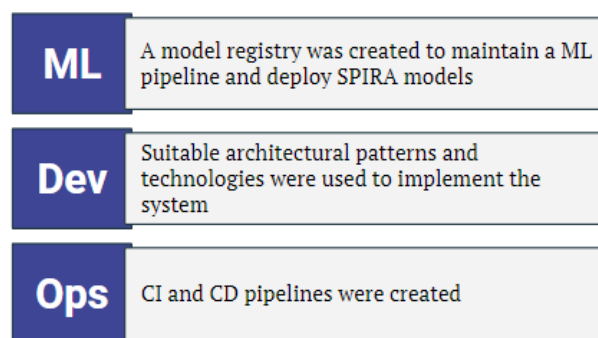 ML
A model registry was created to maintain a ML
pipeline and deploy SPIRA models
Dev
Suitable architectural patterns and
technologies were used to implement the
system
Ops
CI and CD pipelines were created